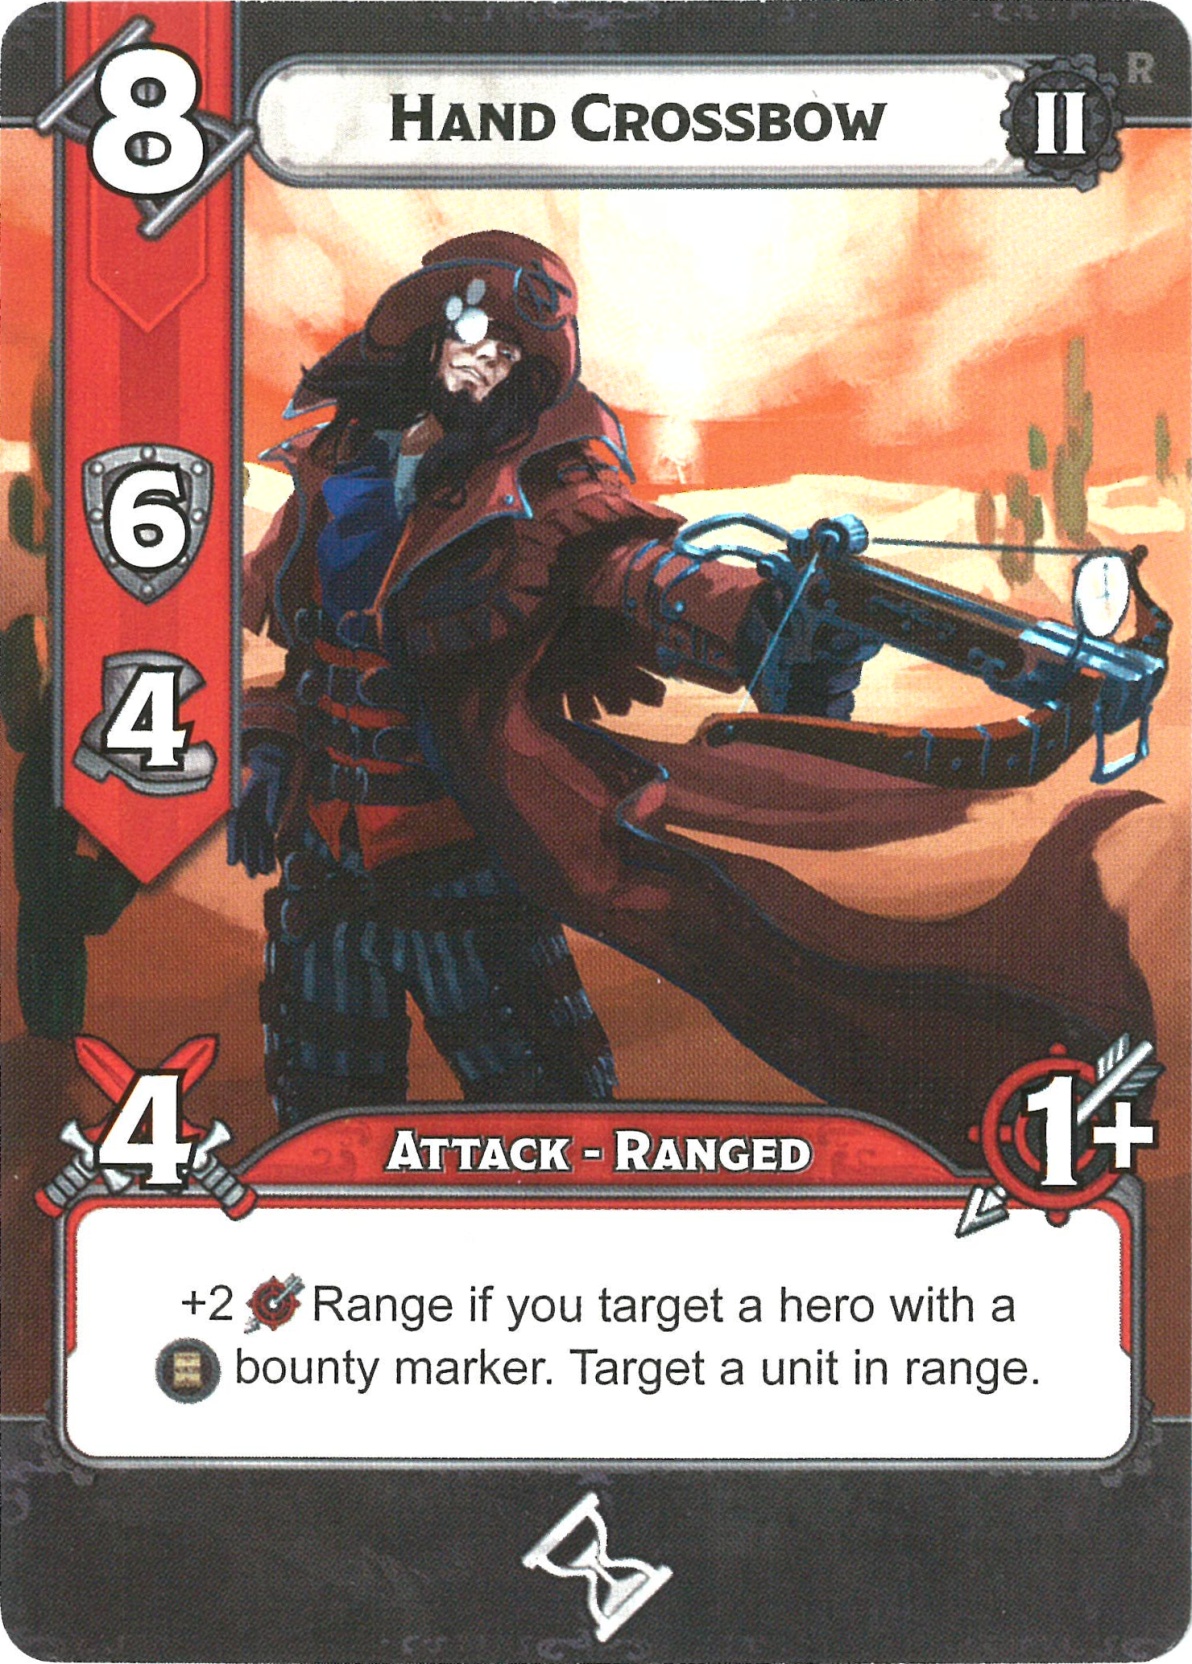 8
HAND CROSSBOW
II
R
6
4
4
ATTACK - RANGED
1+
+2 Range if you target a hero with a
bounty marker. Target a unit in range.